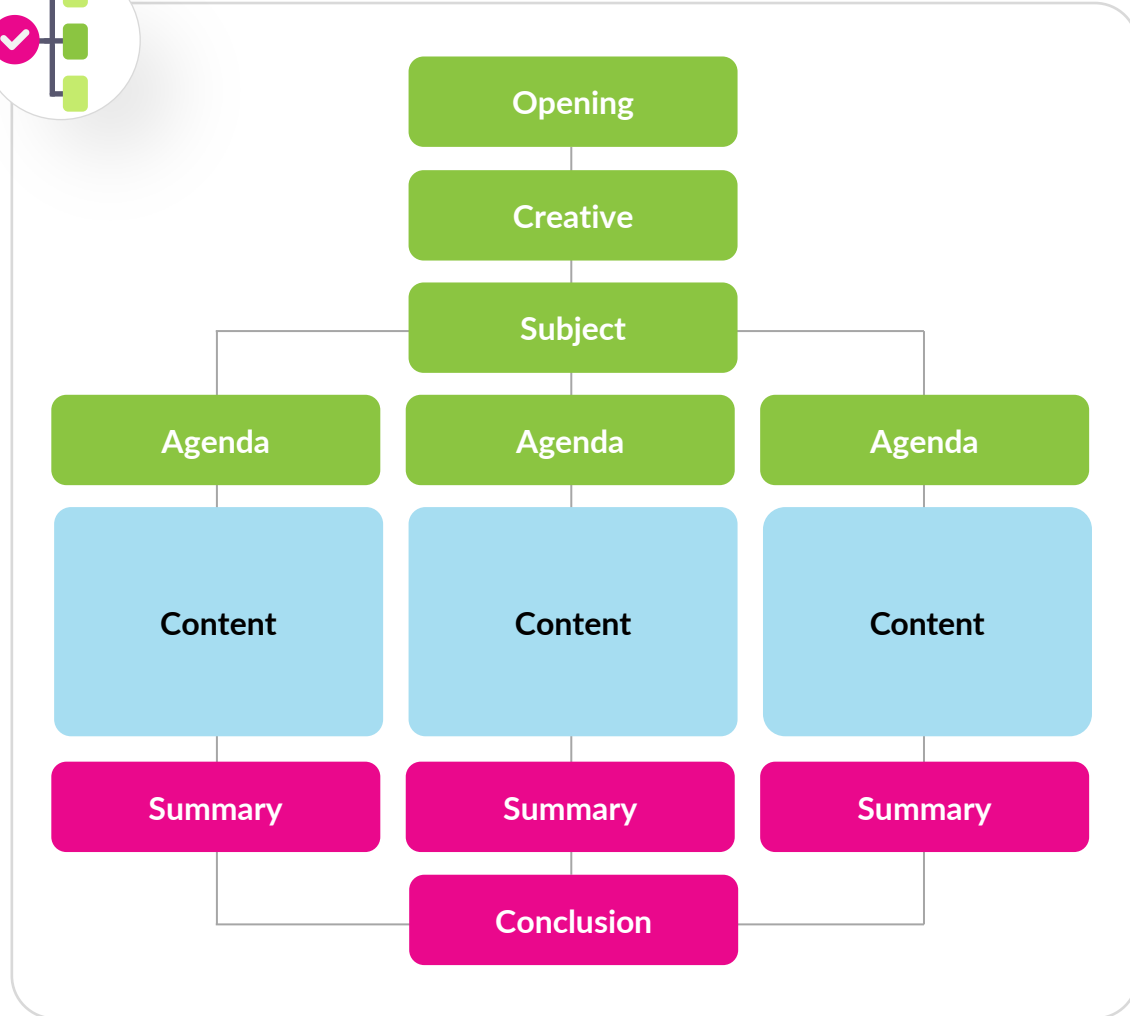 Opening
Creative
Subject
Agenda
Agenda
Agenda
Content
Content
Content
Summary
Summary
Summary
Conclusion